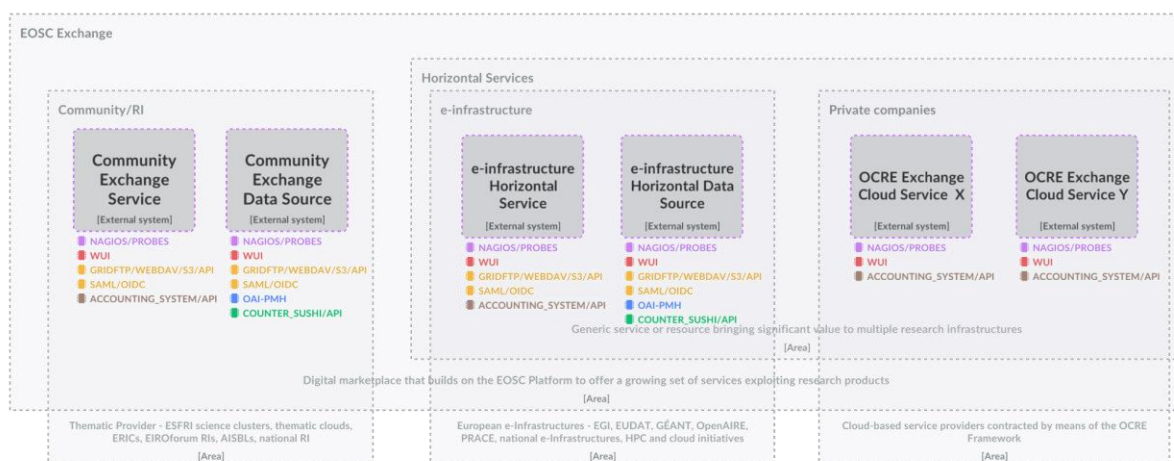 EOSC Exchange
Horizontal Services
Community/RI
e-infrastructure
Private companies
Community
Exchange
Service
[External system]
NAGIOS/PROBES
WUI
GRIDFTP/WEBDAV/S3/API
SAML/OIDC
ACCOUNTING_SYSTEM/API
Community
Exchange
Data Source
[External system]
NAGIOS/PROBES
WUI
GRIDFTP/WEBDAV/S3/API
SAML/OIDC
OAI-PMH
COUNTER_SUSHI/API
e-infrastructure
Horizontal
Service
[External system]
NAGIOS/PROBES
WUI
GRIDFTP/WEBDAV/S3/API
SAML/OIDC
ACCOUNTING_SYSTEM/API
e-infrastructure
Horizontal Data
Source
[External system]
NAGIOS/PROBES
WUI
GRIDFTP/WEBDAV/S3/API
SAML/OIDC
OAI-PMH
COUNTER_SUSHI/API
OCRE Exchange
Cloud Service X
[External system]
NAGIOS/PROBES
WUI
ACCOUNTING_SYSTEM/API
OCRE Exchange
Cloud Service Y
[External system]
NAGIOS/PROBES
WUI
ACCOUNTING_SYSTEM/API
Generic service or resource bringing significant value to multiple research infrastructures
[Area]
Digital marketplace that builds on the EOSC Platform to offer a growing set of services exploiting research products
[Area]
Thematic Provider - ESFRI science clusters, thematic clouds,
ERICs, EIROforum RIs, AISBLs, national RI
[Area]
European e-Infrastructures - EGI, EUDAT, GÉANT, OpenAIRE,
PRACE, national e-Infrastructures, HPC and cloud initiatives
[Area]
Cloud-based service providers contracted by means of the OCRE
Framework
[Area]